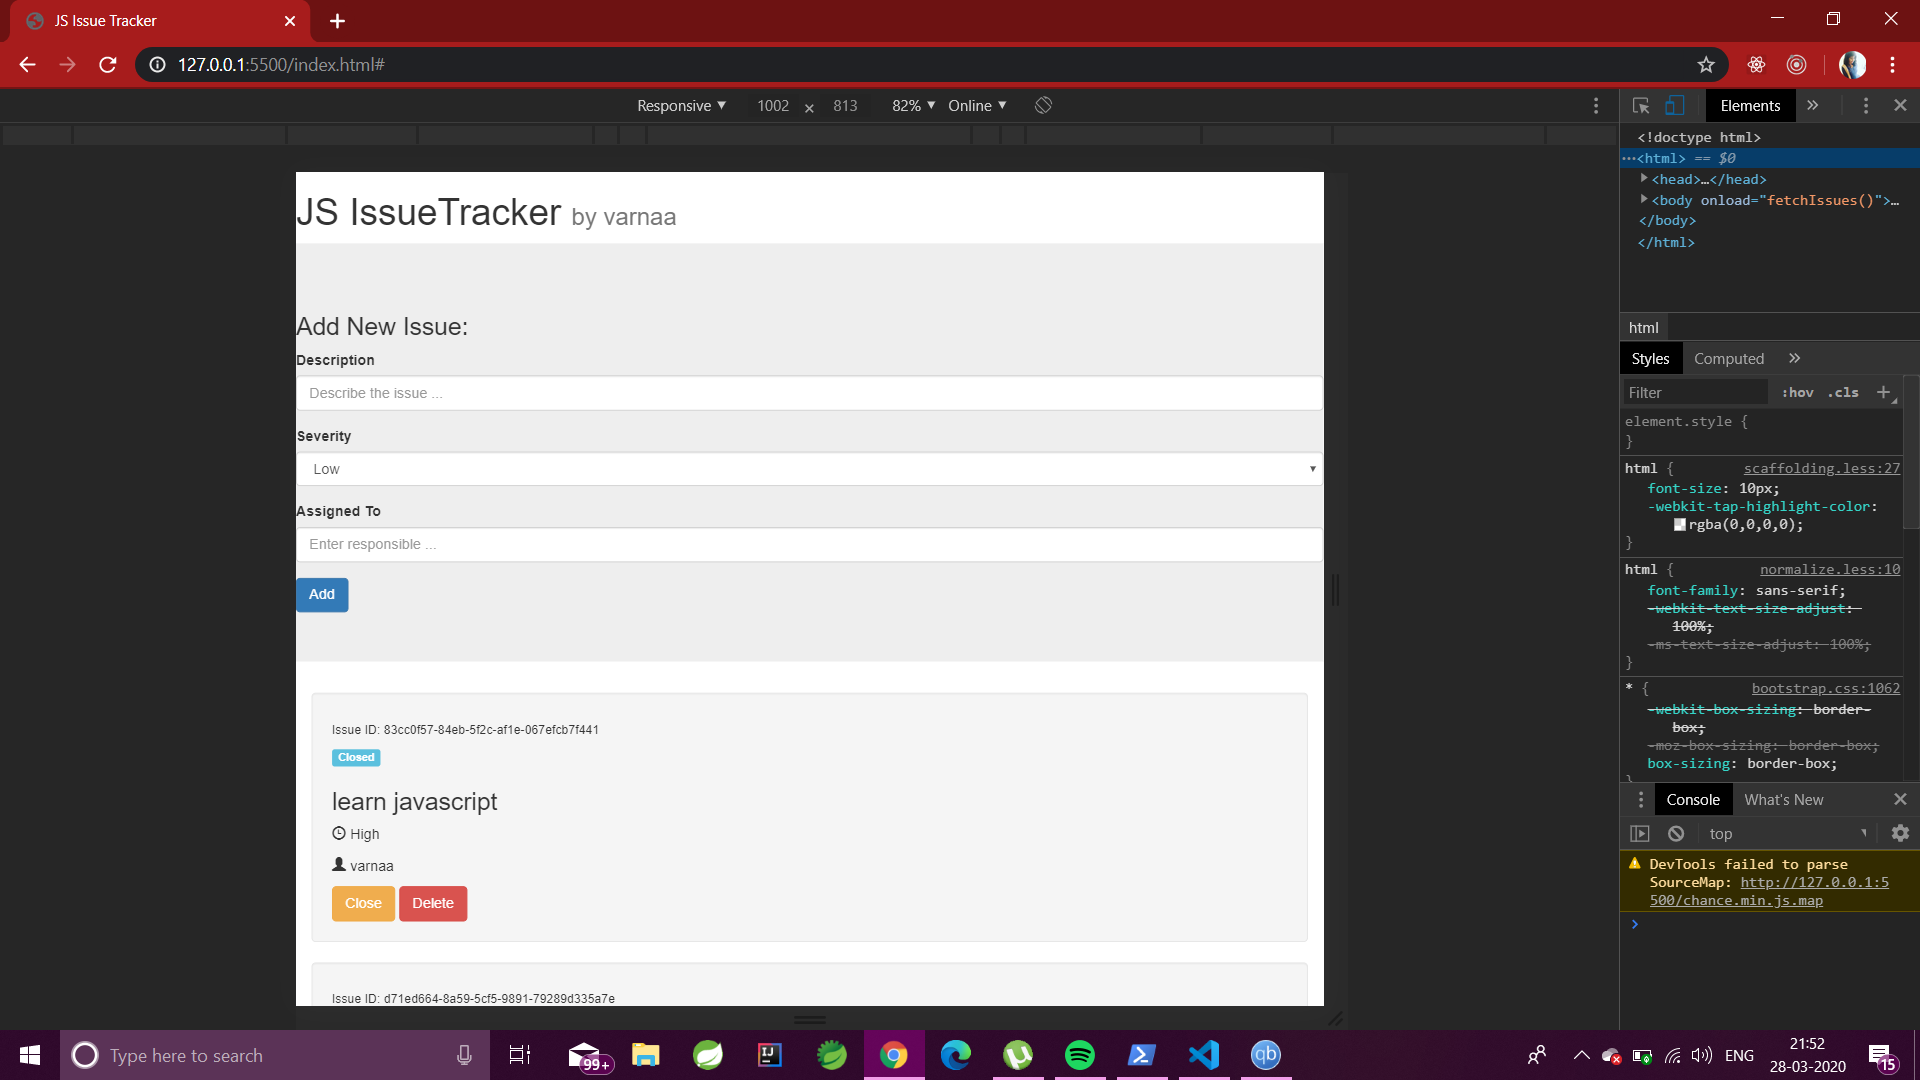 JS Issue Tracker
127.0.0.1:5500/index.html#
Responsive ▼ 1002 × 813 82% ▼ Online ▼
Elements
<!doctype html>
···<html> == $0
<head>…</head>
<body onload="fetchIssues()">…
</body>
</html>
html
Styles Computed
Filter :hov .cls +
element.style {
}
html { scaffolding.less:27
font-size: 10px;
-webkit-tap-highlight-color:
rgba(0,0,0,0);
}
html { normalize.less:10
font-family: sans-serif;
-webkit-text-size-adjust:
100%;
-ms-text-size-adjust: 100%;
}
* { bootstrap.css:1062
-webkit-box-sizing: border-
box;
-moz-box-sizing: border-box;
box-sizing: border-box;
}
Console What's New
top
DevTools failed to parse
SourceMap: http://127.0.0.1:5
500/chance.min.js.map
JS IssueTracker by varnaa
Add New Issue:
Description
Describe the issue ...
Severity
Low
Assigned To
Enter responsible ...
Add
Issue ID: 83cc0f57-84eb-5f2c-af1e-067efcb7f441
Closed
learn javascript
High
varnaa
Close Delete
Issue ID: d71ed664-8a59-5cf5-9891-79289d335a7e
Type here to search
99+
IJ
qb
ENG
21:52
28-03-2020
15